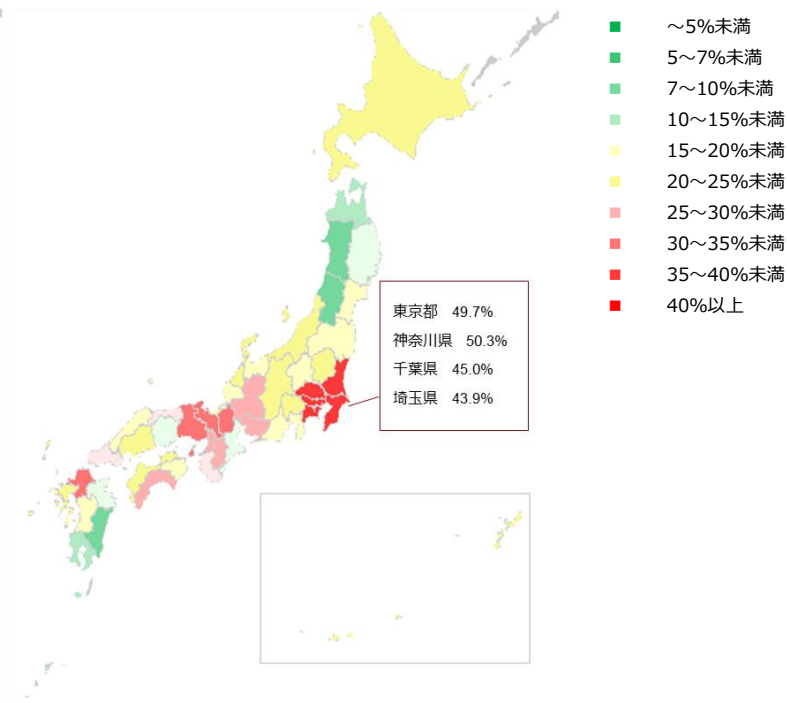 ～5%未満
5～7%未満
7～10%未満
10～15%未満
15～20%未満
20～25%未満
25～30%未満
30～35%未満
35～40%未満
40%以上
東京都 49.7%
神奈川県 50.3%
千葉県 45.0%
埼玉県 43.9%